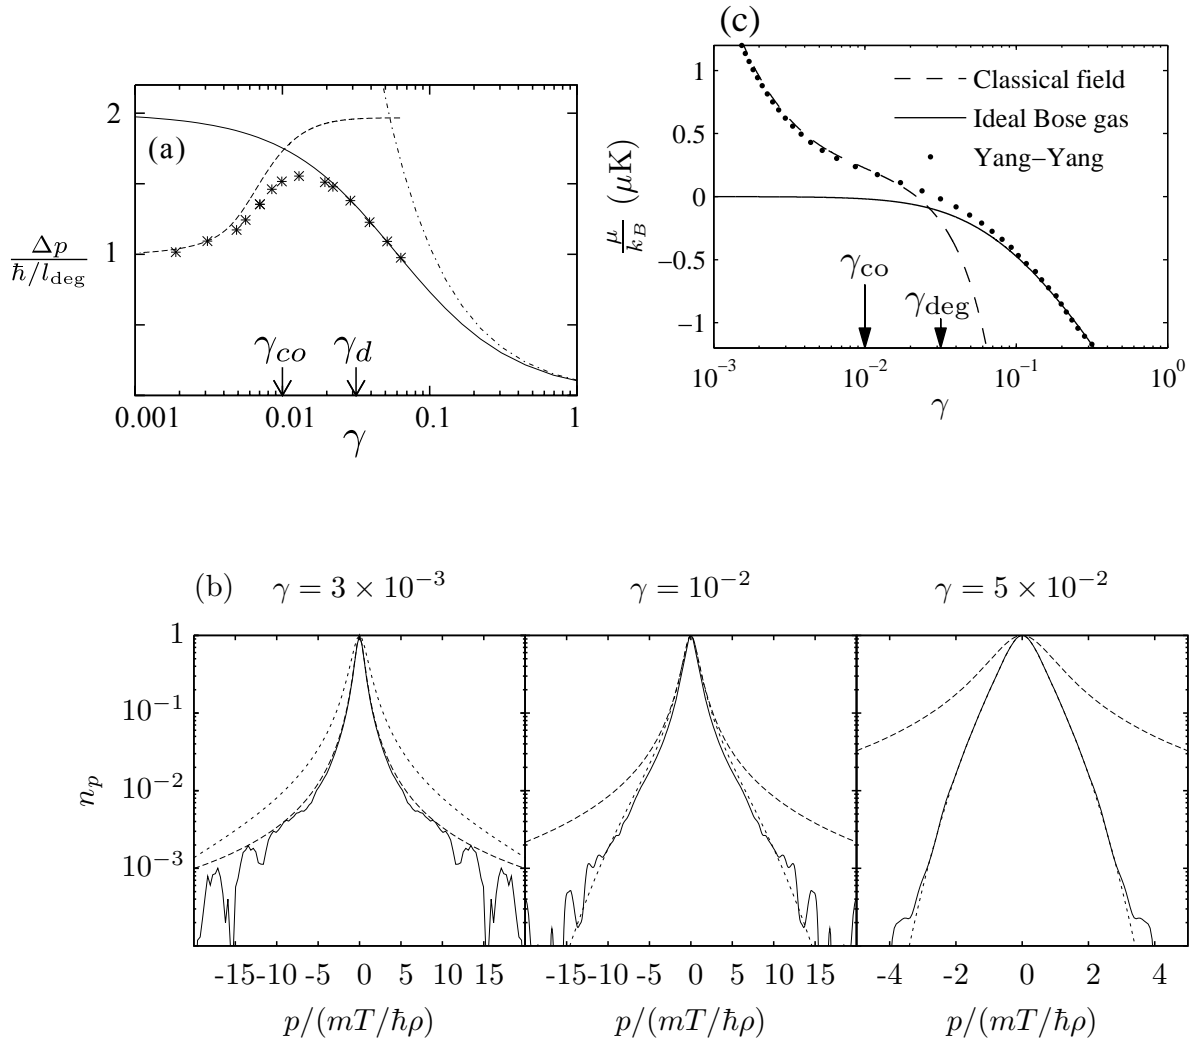 (a)
2
1
Δp / ħ/l_deg
γ_co
γ_d
0.001 0.01 0.1 1
γ
(c)
1
0.5
0
−0.5
−1
μ / k_B (μK)
Classical field
Ideal Bose gas
Yang−Yang
γ_co
γ_deg
10^−3 10^−2 10^−1 10^0
γ
(b) γ = 3 × 10^−3 γ = 10^−2 γ = 5 × 10^−2
1
10^−1
10^−2
10^−3
n_p
-15 -10 -5 0 5 10 15 -15 -10 -5 0 5 10 15 -4 -2 0 2 4
p/(mT/ħρ) p/(mT/ħρ) p/(mT/ħρ)